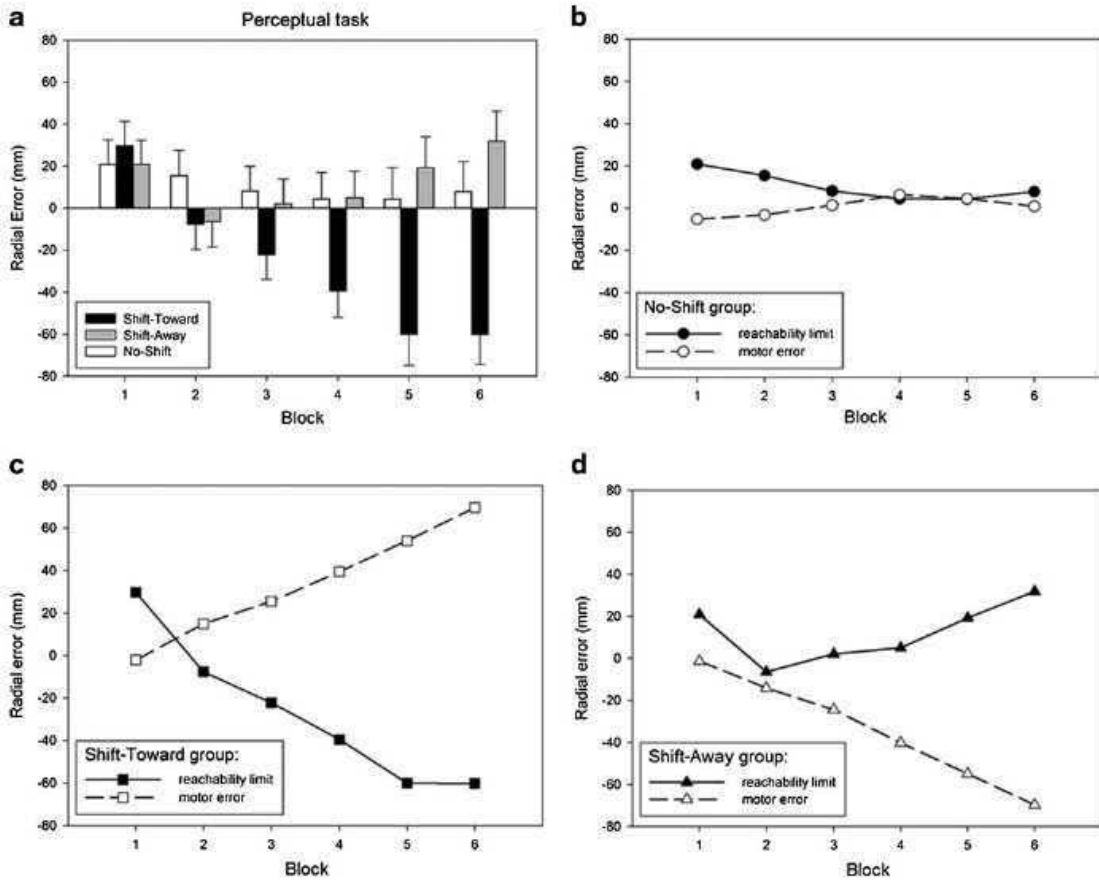 a
Perceptual task
80
60
40
20
0
-20
-40
-60
-80
Radial Error (mm)
Shift-Toward
Shift-Away
No-Shift
1 2 3 4 5 6
Block
b
80
60
40
20
0
-20
-40
-60
-80
Radial error (mm)
No-Shift group:
reachability limit
motor error
1 2 3 4 5 6
Block
c
80
60
40
20
0
-20
-40
-60
-80
Radial error (mm)
Shift-Toward group:
reachability limit
motor error
1 2 3 4 5 6
Block
d
80
60
40
20
0
-20
-40
-60
-80
Radial error (mm)
Shift-Away group:
reachability limit
motor error
1 2 3 4 5 6
Block